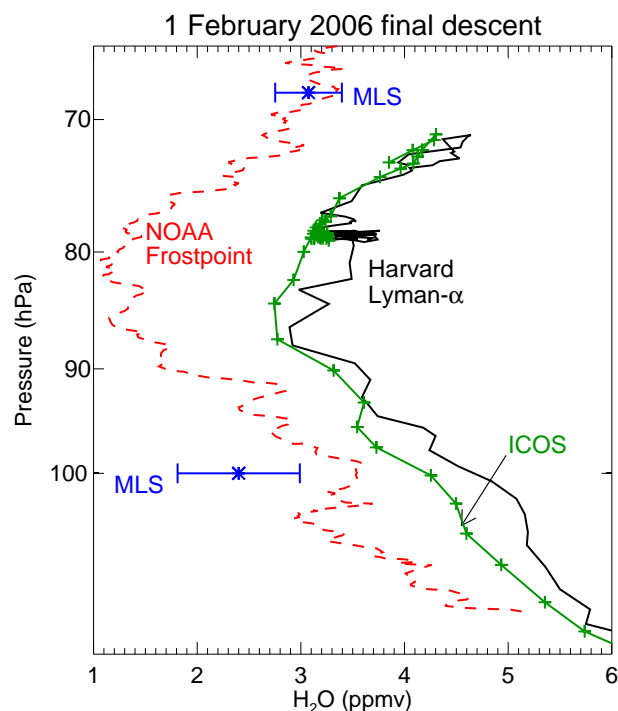 1 February 2006 final descent
MLS
70
NOAA
Frostpoint
80
Harvard
Lyman-α
Pressure (hPa)
90
ICOS
MLS
100
1 2 3 4 5 6
H₂O (ppmv)